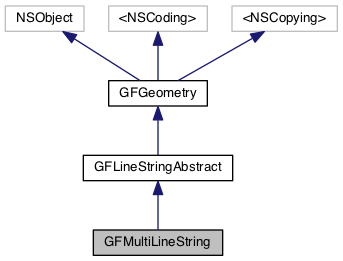 NSObject
<NSCoding>
<NSCopying>
GFGeometry
GFLineStringAbstract
GFMultiLineString